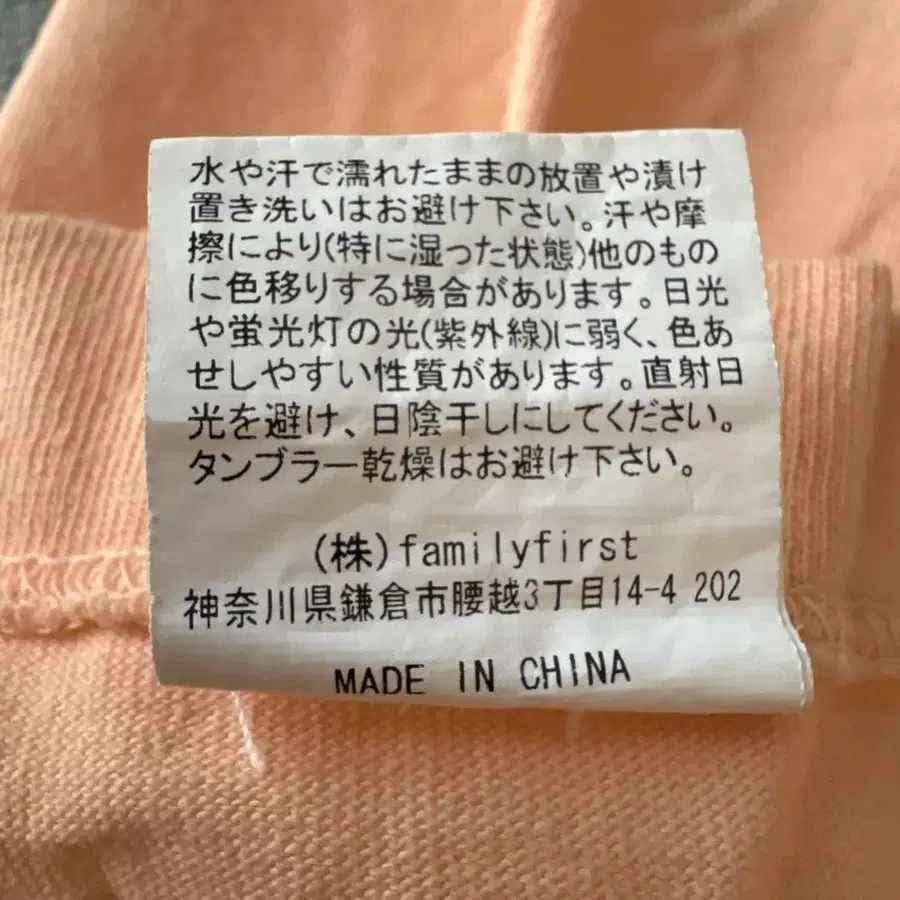 水や汗で濡れたままの放置や漬け
置き洗いはお避け下さい。汗や摩
擦により(特に湿った状態)他のもの
に色移りする場合があります。日光
や蛍光灯の光(紫外線)に弱く、色あ
せしやすい性質があります。直射日
光を避け、日陰干しにしてください。
タンブラー乾燥はお避け下さい。
(株)familyfirst
神奈川県鎌倉市腰越3丁目14-4 202
MADE IN CHINA